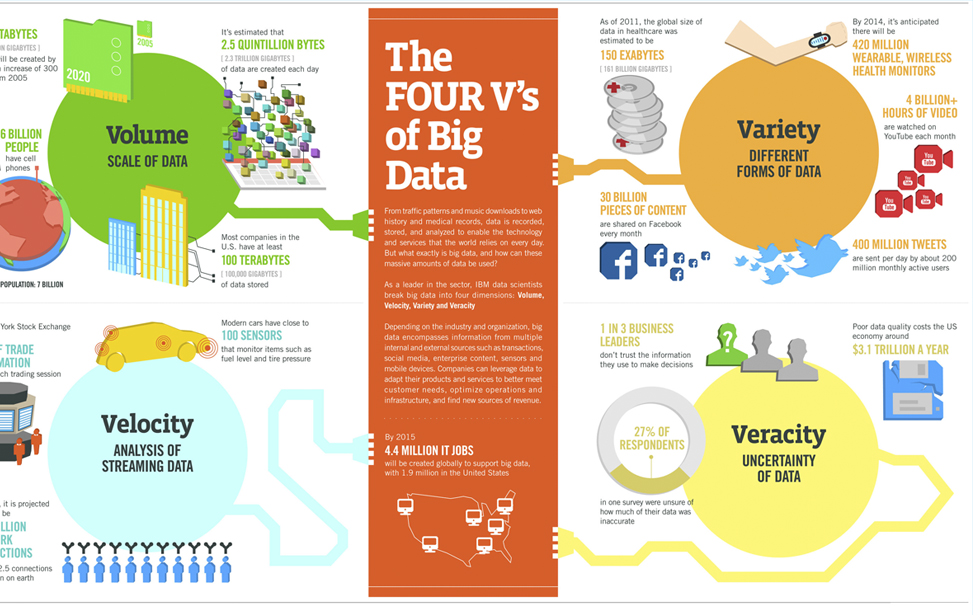 TABYTES
N GIGABYTES ]
ill be created by
increase of 300
m 2005
2020
2005
It's estimated that
2.5 QUINTILLION BYTES
[ 2.3 TRILLION GIGABYTES ]
of data are created each day
6 BILLION
PEOPLE
have cell
phones
POPULATION: 7 BILLION
Volume
SCALE OF DATA
Most companies in the
U.S. have at least
100 TERABYTES
[ 100,000 GIGABYTES ]
of data stored
York Stock Exchange
F TRADE
MATION
ch trading session
Modern cars have close to
100 SENSORS
that monitor items such as
fuel level and tire pressure
Velocity
ANALYSIS OF
STREAMING DATA
, it is projected
be
LLION
RK
CTIONS
2.5 connections
n on earth
The
FOUR V's
of Big
Data
From traffic patterns and music downloads to web
history and medical records, data is recorded,
stored, and analyzed to enable the technology
and services that the world relies on every day.
But what exactly is big data, and how can these
massive amounts of data be used?
As a leader in the sector, IBM data scientists
break big data into four dimensions: Volume,
Velocity, Variety and Veracity
Depending on the industry and organization, big
data encompasses information from multiple
internal and external sources such as transactions,
social media, enterprise content, sensors and
mobile devices. Companies can leverage data to
adapt their products and services to better meet
customer needs, optimize operations and
infrastructure, and find new sources of revenue.
By 2015
4.4 MILLION IT JOBS
will be created globally to support big data,
with 1.9 million in the United States
As of 2011, the global size of
data in healthcare was
estimated to be
150 EXABYTES
[ 161 BILLION GIGABYTES ]
By 2014, it's anticipated
there will be
420 MILLION
WEARABLE, WIRELESS
HEALTH MONITORS
Variety
DIFFERENT
FORMS OF DATA
4 BILLION+
HOURS OF VIDEO
are watched on
YouTube each month
You Tube
You Tube
You Tube
You Tube
30 BILLION
PIECES OF CONTENT
are shared on Facebook
every month
f
f
f
f
f
f
400 MILLION TWEETS
are sent per day by about 200
million monthly active users
1 IN 3 BUSINESS
LEADERS
don't trust the information
they use to make decisions
?
Poor data quality costs the US
economy around
$3.1 TRILLION A YEAR
27% OF
RESPONDENTS
in one survey were unsure of
how much of their data was
inaccurate
Veracity
UNCERTAINTY
OF DATA